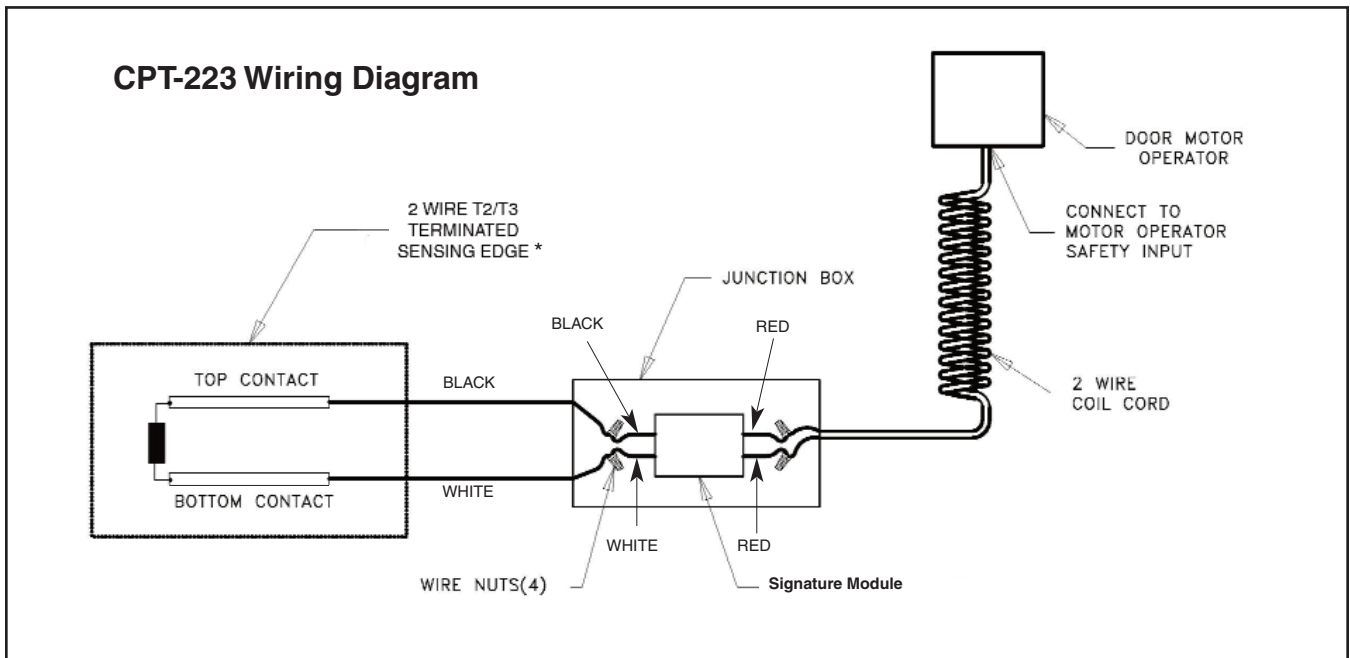 CPT-223 Wiring Diagram
DOOR MOTOR
OPERATOR
2 WIRE T2/T3
TERMINATED
SENSING EDGE *
CONNECT TO
MOTOR OPERATOR
SAFETY INPUT
JUNCTION BOX
BLACK
RED
TOP CONTACT
BLACK
2 WIRE
COIL CORD
BOTTOM CONTACT
WHITE
WHITE
RED
WIRE NUTS(4)
Signature Module